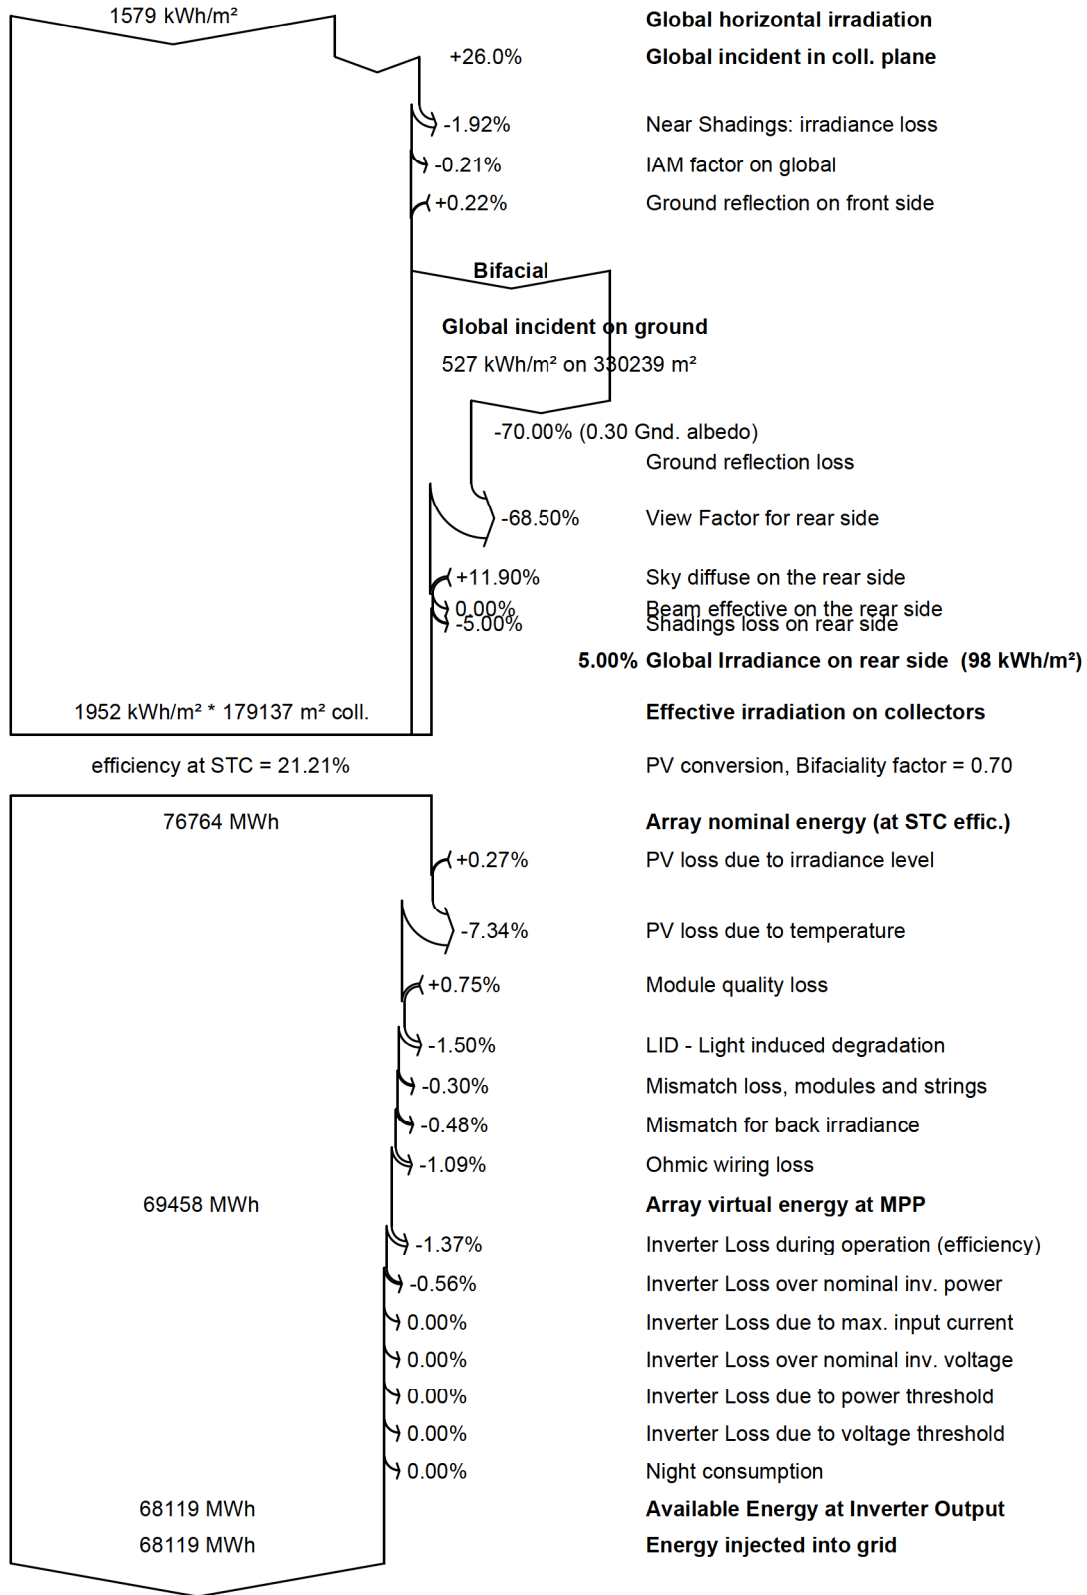 1579 kWh/m² Global horizontal irradiation
+26.0% Global incident in coll. plane
-1.92% Near Shadings: irradiance loss
-0.21% IAM factor on global
+0.22% Ground reflection on front side
Bifacial
Global incident on ground
527 kWh/m² on 330239 m²
-70.00% (0.30 Gnd. albedo)
Ground reflection loss
-68.50% View Factor for rear side
+11.90% Sky diffuse on the rear side
0.00% Beam effective on the rear side
-5.00% Shadings loss on rear side
5.00% Global Irradiance on rear side (98 kWh/m²)
1952 kWh/m² * 179137 m² coll. Effective irradiation on collectors
efficiency at STC = 21.21% PV conversion, Bifaciality factor = 0.70
76764 MWh Array nominal energy (at STC effic.)
+0.27% PV loss due to irradiance level
-7.34% PV loss due to temperature
+0.75% Module quality loss
-1.50% LID - Light induced degradation
-0.30% Mismatch loss, modules and strings
-0.48% Mismatch for back irradiance
-1.09% Ohmic wiring loss
69458 MWh Array virtual energy at MPP
-1.37% Inverter Loss during operation (efficiency)
-0.56% Inverter Loss over nominal inv. power
0.00% Inverter Loss due to max. input current
0.00% Inverter Loss over nominal inv. voltage
0.00% Inverter Loss due to power threshold
0.00% Inverter Loss due to voltage threshold
0.00% Night consumption
68119 MWh Available Energy at Inverter Output
68119 MWh Energy injected into grid